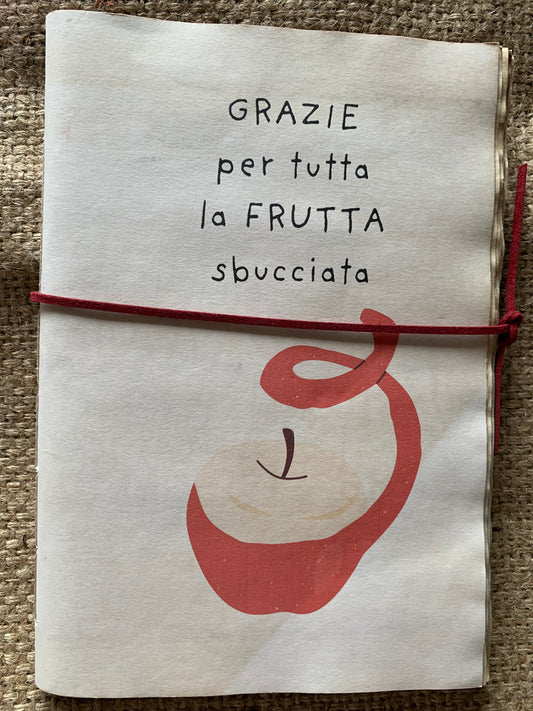 GRAZIE
per tutta
la FRUTTA
sbucciata